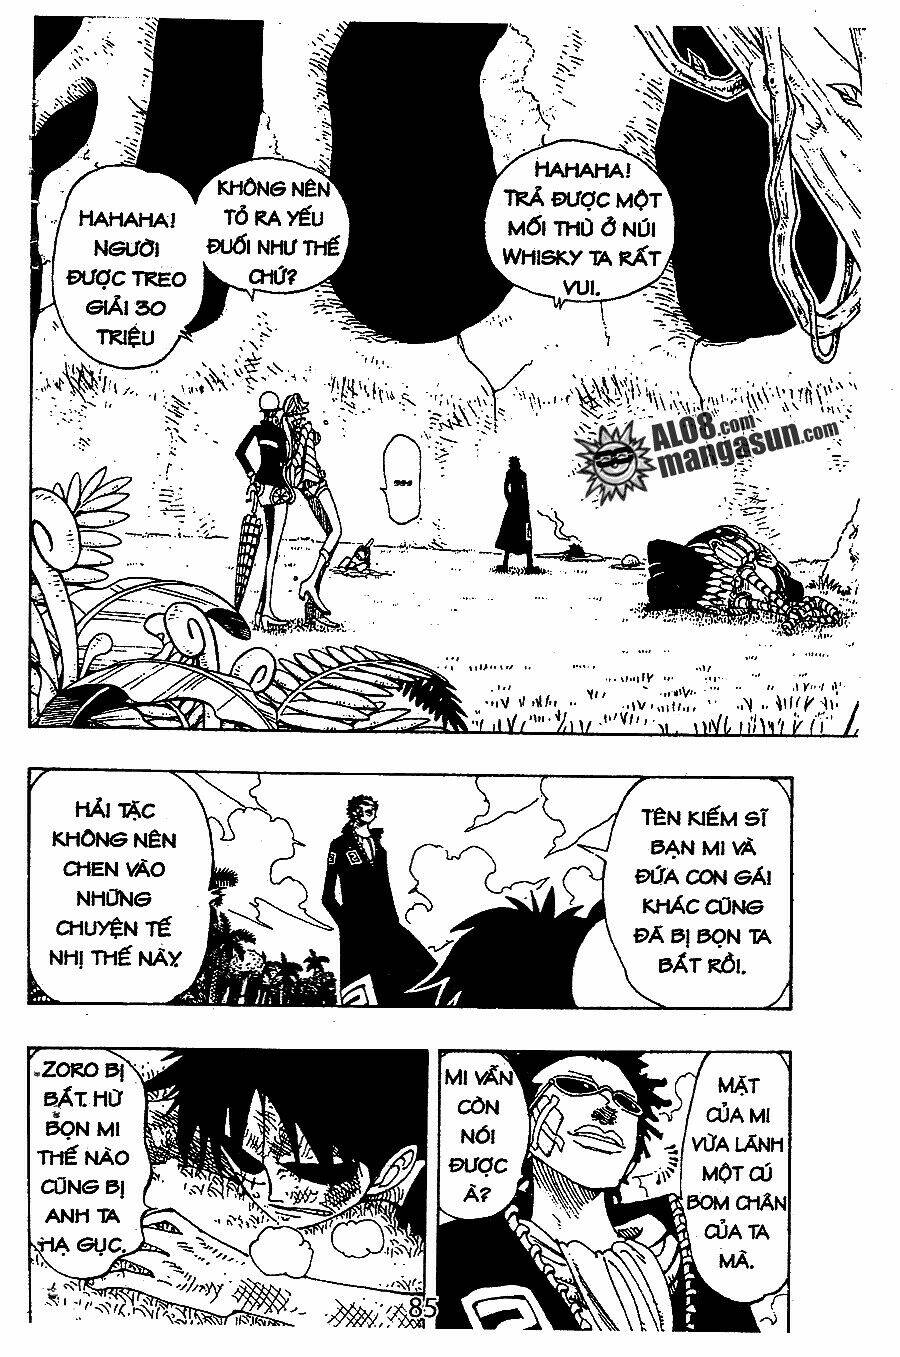 HAHAHA!
TRẢ ĐƯỢC MỘT
MỐI THÙ Ở NÚI
WHISKY TA RẤT
VUI.
KHÔNG NÊN
TỎ RA YẾU
ĐUỐI NHƯ THẾ
CHỨ?
HAHAHA!
NGƯỜI
ĐƯỢC TREO
GIẢI 30
TRIỆU
...
ALO8.com
mangasun.com
TÊN KIẾM SĨ
BẠN MI VÀ
ĐỨA CON GÁI
KHÁC CŨNG
ĐÃ BỊ BỌN TA
BẮT RỒI.
HẢI TẶC
KHÔNG NÊN
CHEN VÀO
NHỮNG
CHUYỆN TẾ
NHỊ THẾ NÀY.
MẶT
CỦA MI
VỪA LÃNH
MỘT CÚ
BOM CHÂN
CỦA TA
MÀ.
MI VẪN
CÒN
NÓI
ĐƯỢC
À?
ZORO BỊ
BẮT. HỪ
BỌN MI
THẾ NÀO
CŨNG BỊ
ANH TA
HẠ GỤC.
85